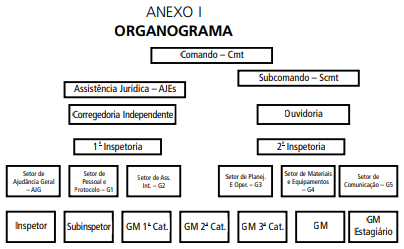 ANEXO I
ORGANOGRAMA
Comando – Cmt
Subcomando – Scmt
Assistência Jurídica – AJEs
Corregedoria Independente
Ouvidoria
1ª Inspetoria
2ª Inspetoria
Setor de
Ajudância Geral
– AJG
Setor de
Pessoal e
Protocolo – G1
Setor de Ass.
Int. – G2
Setor de Planej.
E Oper. – G3
Setor de Materiais
e Equipamentos
– G4
Setor de
Comunicação – G5
Inspetor
Subinspetor
GM 1ª Cat.
GM 2ª Cat.
GM 3ª Cat.
GM
GM
Estagiário